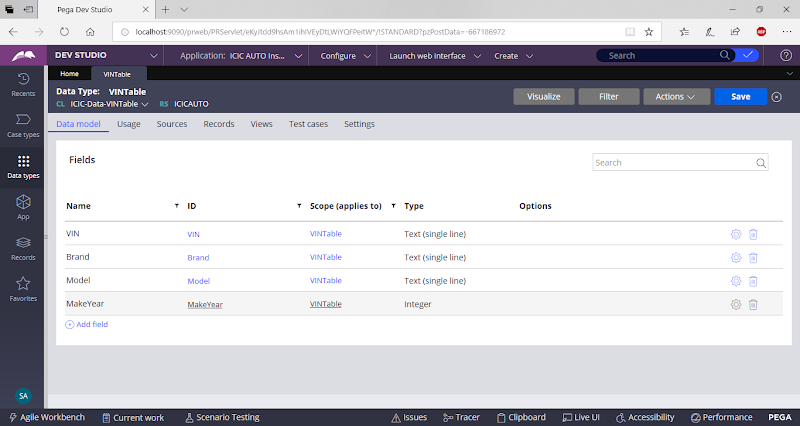 Pega Dev Studio
localhost:9090/prweb/PRServlet/eKyJtdd9hsAm1ihIVEyDtLWiYQFPeitW*/!STANDARD?pzPostData=-667186972
DEV STUDIO Application: ICIC AUTO Ins... Configure Launch web interface Create Search
Home VINTable
Data Type: VINTable
CL ICIC-Data-VINTable RS ICICAUTO
Visualize Filter Actions Save
Data model Usage Sources Records Views Test cases Settings
Recents
Case types
Data types
App
Records
Favorites
SA
Fields Search
Name ID Scope (applies to) Type Options
VIN VIN VINTable Text (single line)
Brand Brand VINTable Text (single line)
Model Model VINTable Text (single line)
MakeYear MakeYear VINTable Integer
Add field
Agile Workbench Current work Scenario Testing Issues Tracer Clipboard Live UI Accessibility Performance PEGA